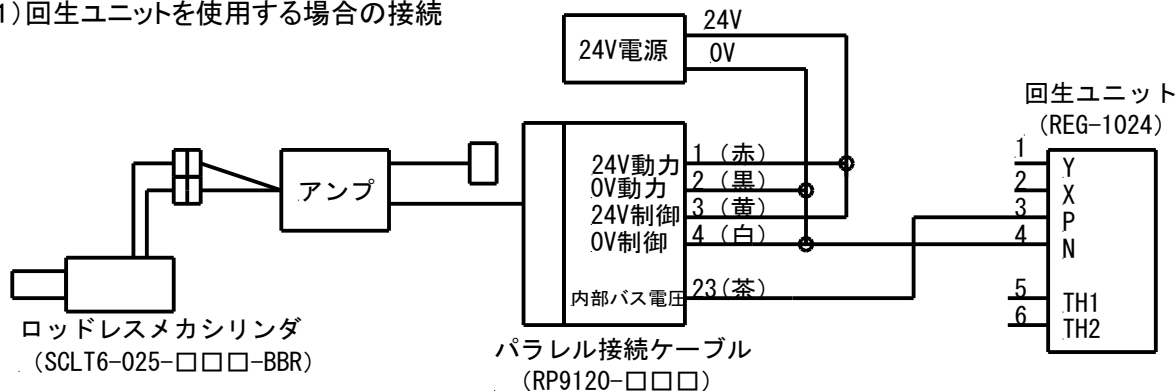 1)回生ユニットを使用する場合の接続
24V
24V電源
0V
回生ユニット
(REG-1024)
アンプ
24V動力
1 (赤)
0V動力
2 (黒)
24V制御
3 (黄)
0V制御
4 (白)
内部バス電圧
23(茶)
1
Y
2
X
3
P
4
N
5
TH1
6
TH2
ロッドレスメカシリンダ
(SCLT6-025-□□□-BBR)
パラレル接続ケーブル
(RP9120-□□□)